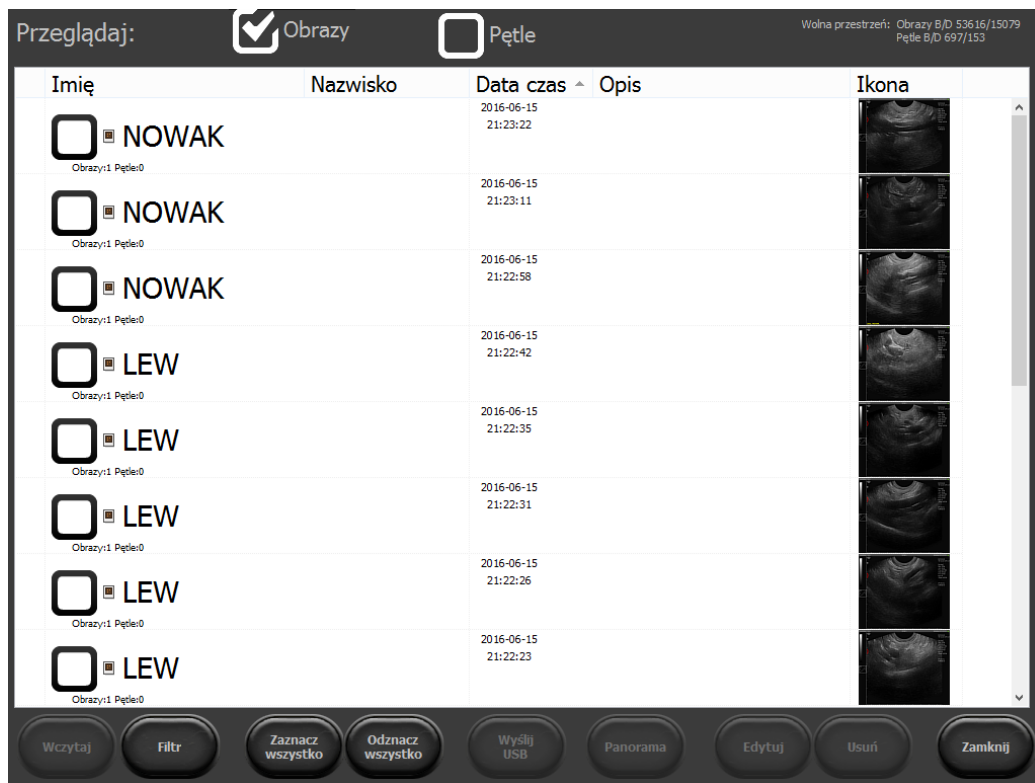 Przeglądaj:
Obrazy
Pętle
Wolna przestrzeń: Obrazy B/D 53616/15079
Pętle B/D 697/153
Imię Nazwisko Data czas Opis Ikona
NOWAK
Obrazy:1 Pętle:0
2016-06-15
21:23:22
NOWAK
Obrazy:1 Pętle:0
2016-06-15
21:23:11
NOWAK
Obrazy:1 Pętle:0
2016-06-15
21:22:58
LEW
Obrazy:1 Pętle:0
2016-06-15
21:22:42
LEW
Obrazy:1 Pętle:0
2016-06-15
21:22:35
LEW
Obrazy:1 Pętle:0
2016-06-15
21:22:31
LEW
Obrazy:1 Pętle:0
2016-06-15
21:22:26
LEW
Obrazy:1 Pętle:0
2016-06-15
21:22:23
Wczytaj
Filtr
Zaznacz
wszystko
Odznacz
wszystko
Wyślij
USB
Panorama
Edytuj
Usuń
Zamknij